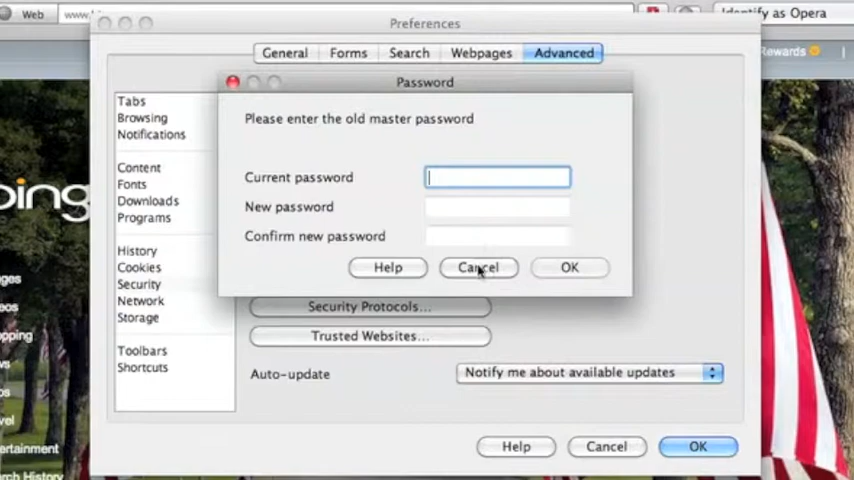 Web
Identify as Opera
Preferences
General Forms Search Webpages Advanced
Rewards
Password
Please enter the old master password
Current password
New password
Confirm new password
Help Cancel OK
Tabs
Browsing
Notifications
Content
Fonts
Downloads
Programs
History
Cookies
Security
Network
Storage
Toolbars
Shortcuts
Security Protocols...
Trusted Websites...
Auto-update Notify me about available updates
Help Cancel OK
bing